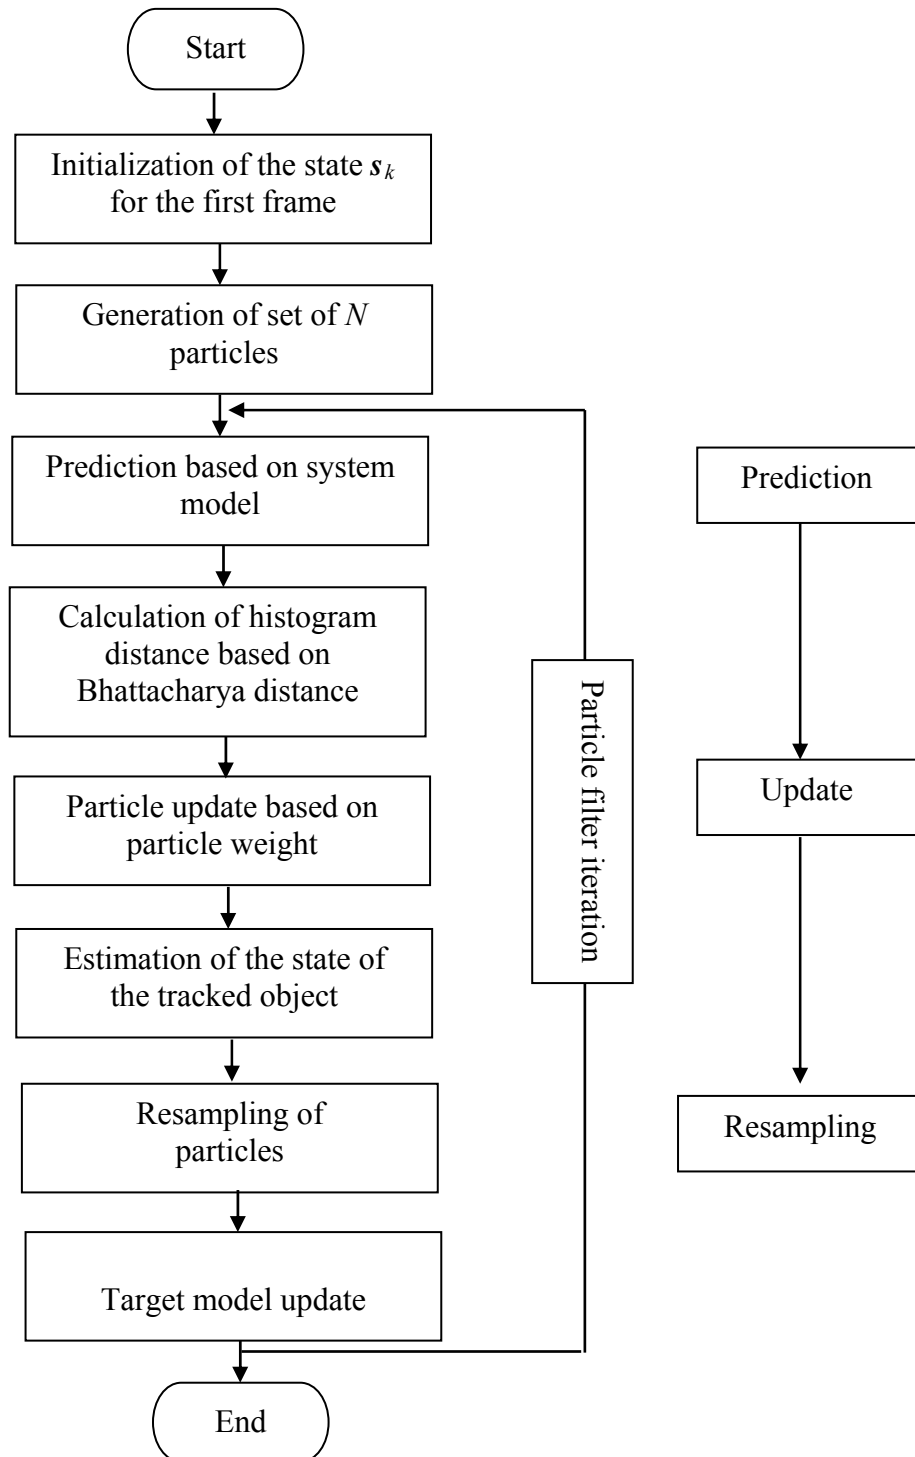 Start
Initialization of the state s_k
for the first frame
Generation of set of N
particles
Prediction based on system
model
Calculation of histogram
distance based on
Bhattacharya distance
Particle update based on
particle weight
Estimation of the state of
the tracked object
Resampling of
particles
Target model update
End
Particle filter iteration
Prediction
Update
Resampling